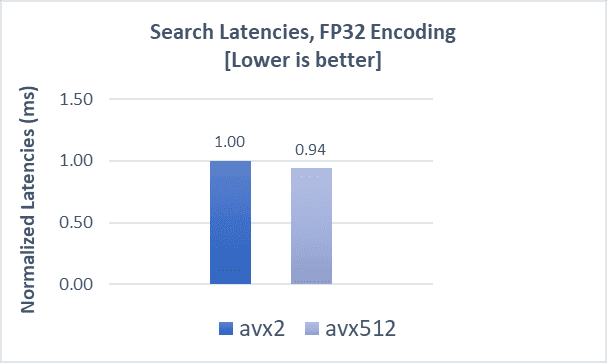 Search Latencies, FP32 Encoding
[Lower is better]
Normalized Latencies (ms)
1.50
1.00
0.50
0.00
1.00
0.94
avx2
avx512